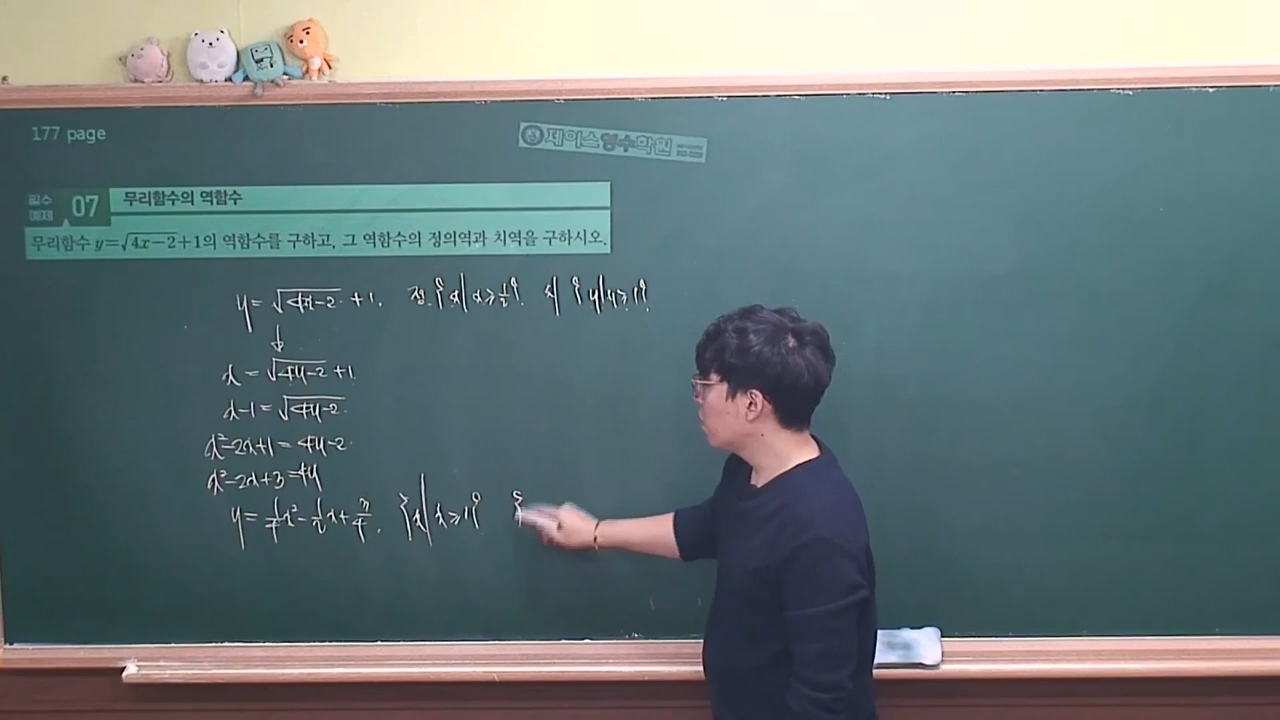 177 page
제이스영수학원
필수 예제 07 무리함수의 역함수
무리함수 y=√(4x-2)+1의 역함수를 구하고, 그 역함수의 정의역과 치역을 구하시오.
y = √(4x-2) + 1. 정. {x|x≥1/2}. 치 {y|y≥1}.
↓
x = √(4y-2) + 1
x-1 = √(4y-2).
x²-2x+1 = 4y-2.
x²-2x+3 = 4y
y = 1/4x² - 1/2x + 3/4. {x|x≥1} {